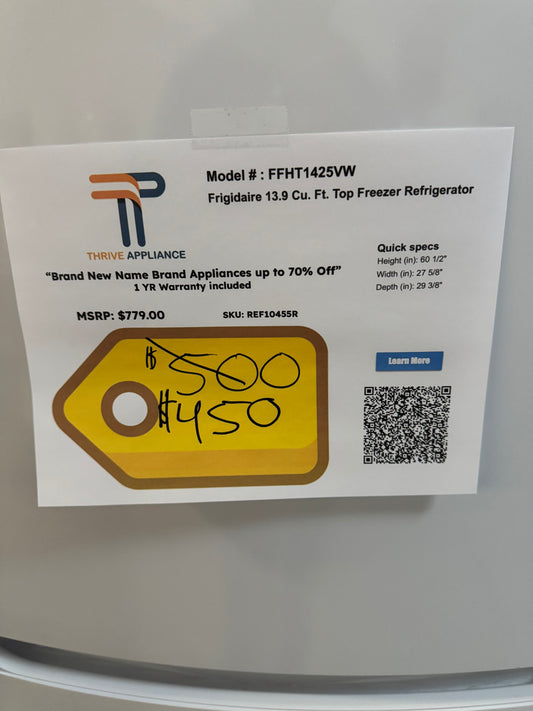 Model # : FFHT1425VW
Frigidaire 13.9 Cu. Ft. Top Freezer Refrigerator
THRIVE APPLIANCE
“Brand New Name Brand Appliances up to 70% Off”
1 YR Warranty included
Quick specs
Height (in): 60 1/2"
Width (in): 27 5/8"
Depth (in): 29 3/8"
MSRP: $779.00
SKU: REF10455R
$500
$450
Learn More